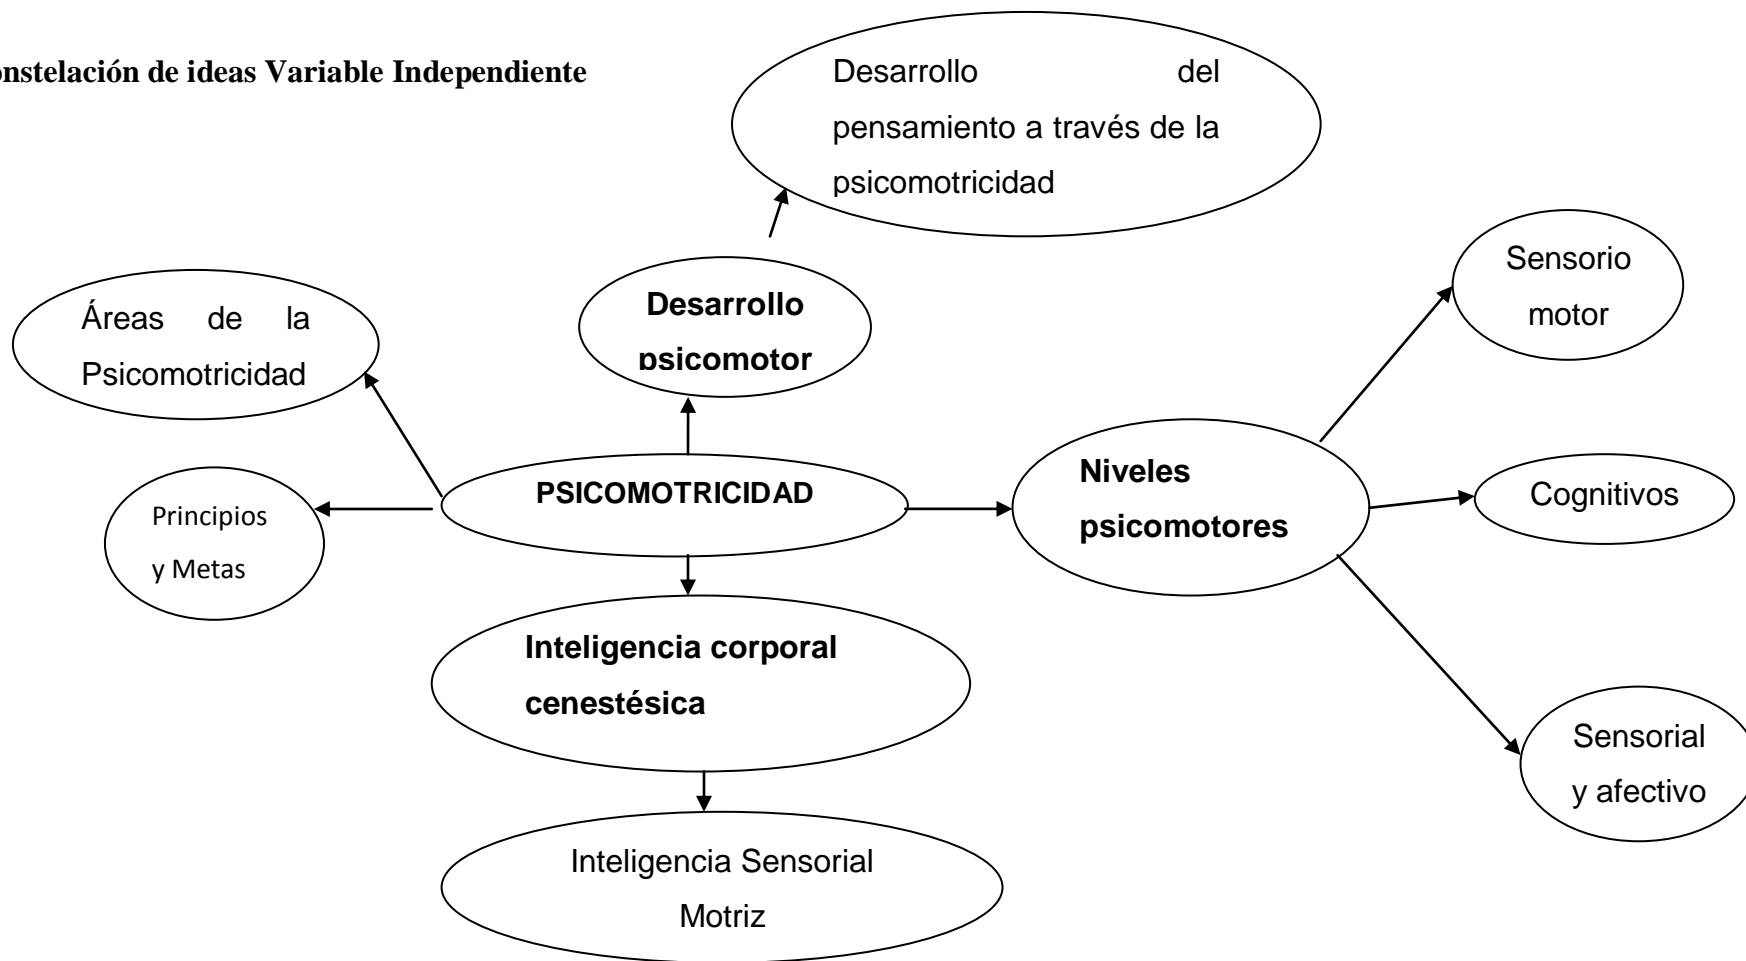 onstelación de ideas Variable Independiente
Desarrollo del
pensamiento a través de la
psicomotricidad
Sensorio
motor
Desarrollo
psicomotor
Áreas de la
Psicomotricidad
Niveles
psicomotores
PSICOMOTRICIDAD
Cognitivos
Principios
y Metas
Inteligencia corporal
cenestésica
Sensorial
y afectivo
Inteligencia Sensorial
Motriz